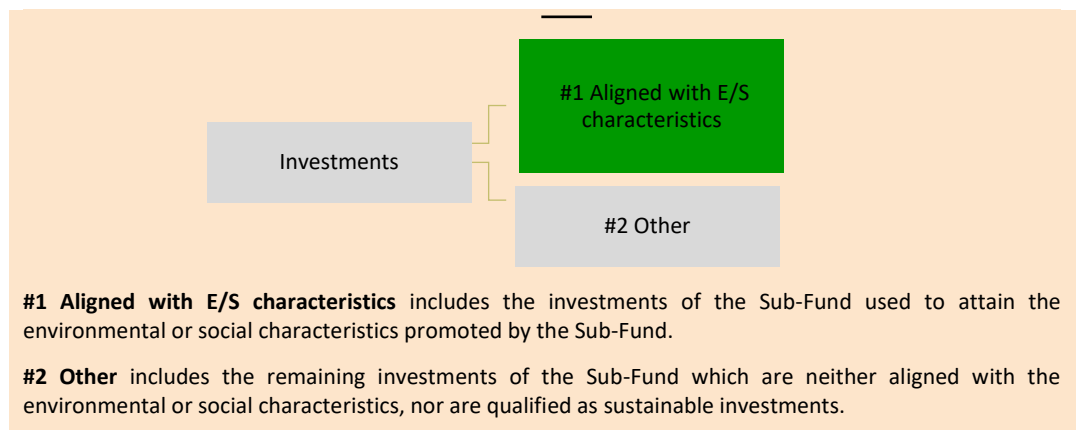 #1 Aligned with E/S
characteristics
Investments
#2 Other
#1 Aligned with E/S characteristics includes the investments of the Sub-Fund used to attain the
environmental or social characteristics promoted by the Sub-Fund.
#2 Other includes the remaining investments of the Sub-Fund which are neither aligned with the
environmental or social characteristics, nor are qualified as sustainable investments.